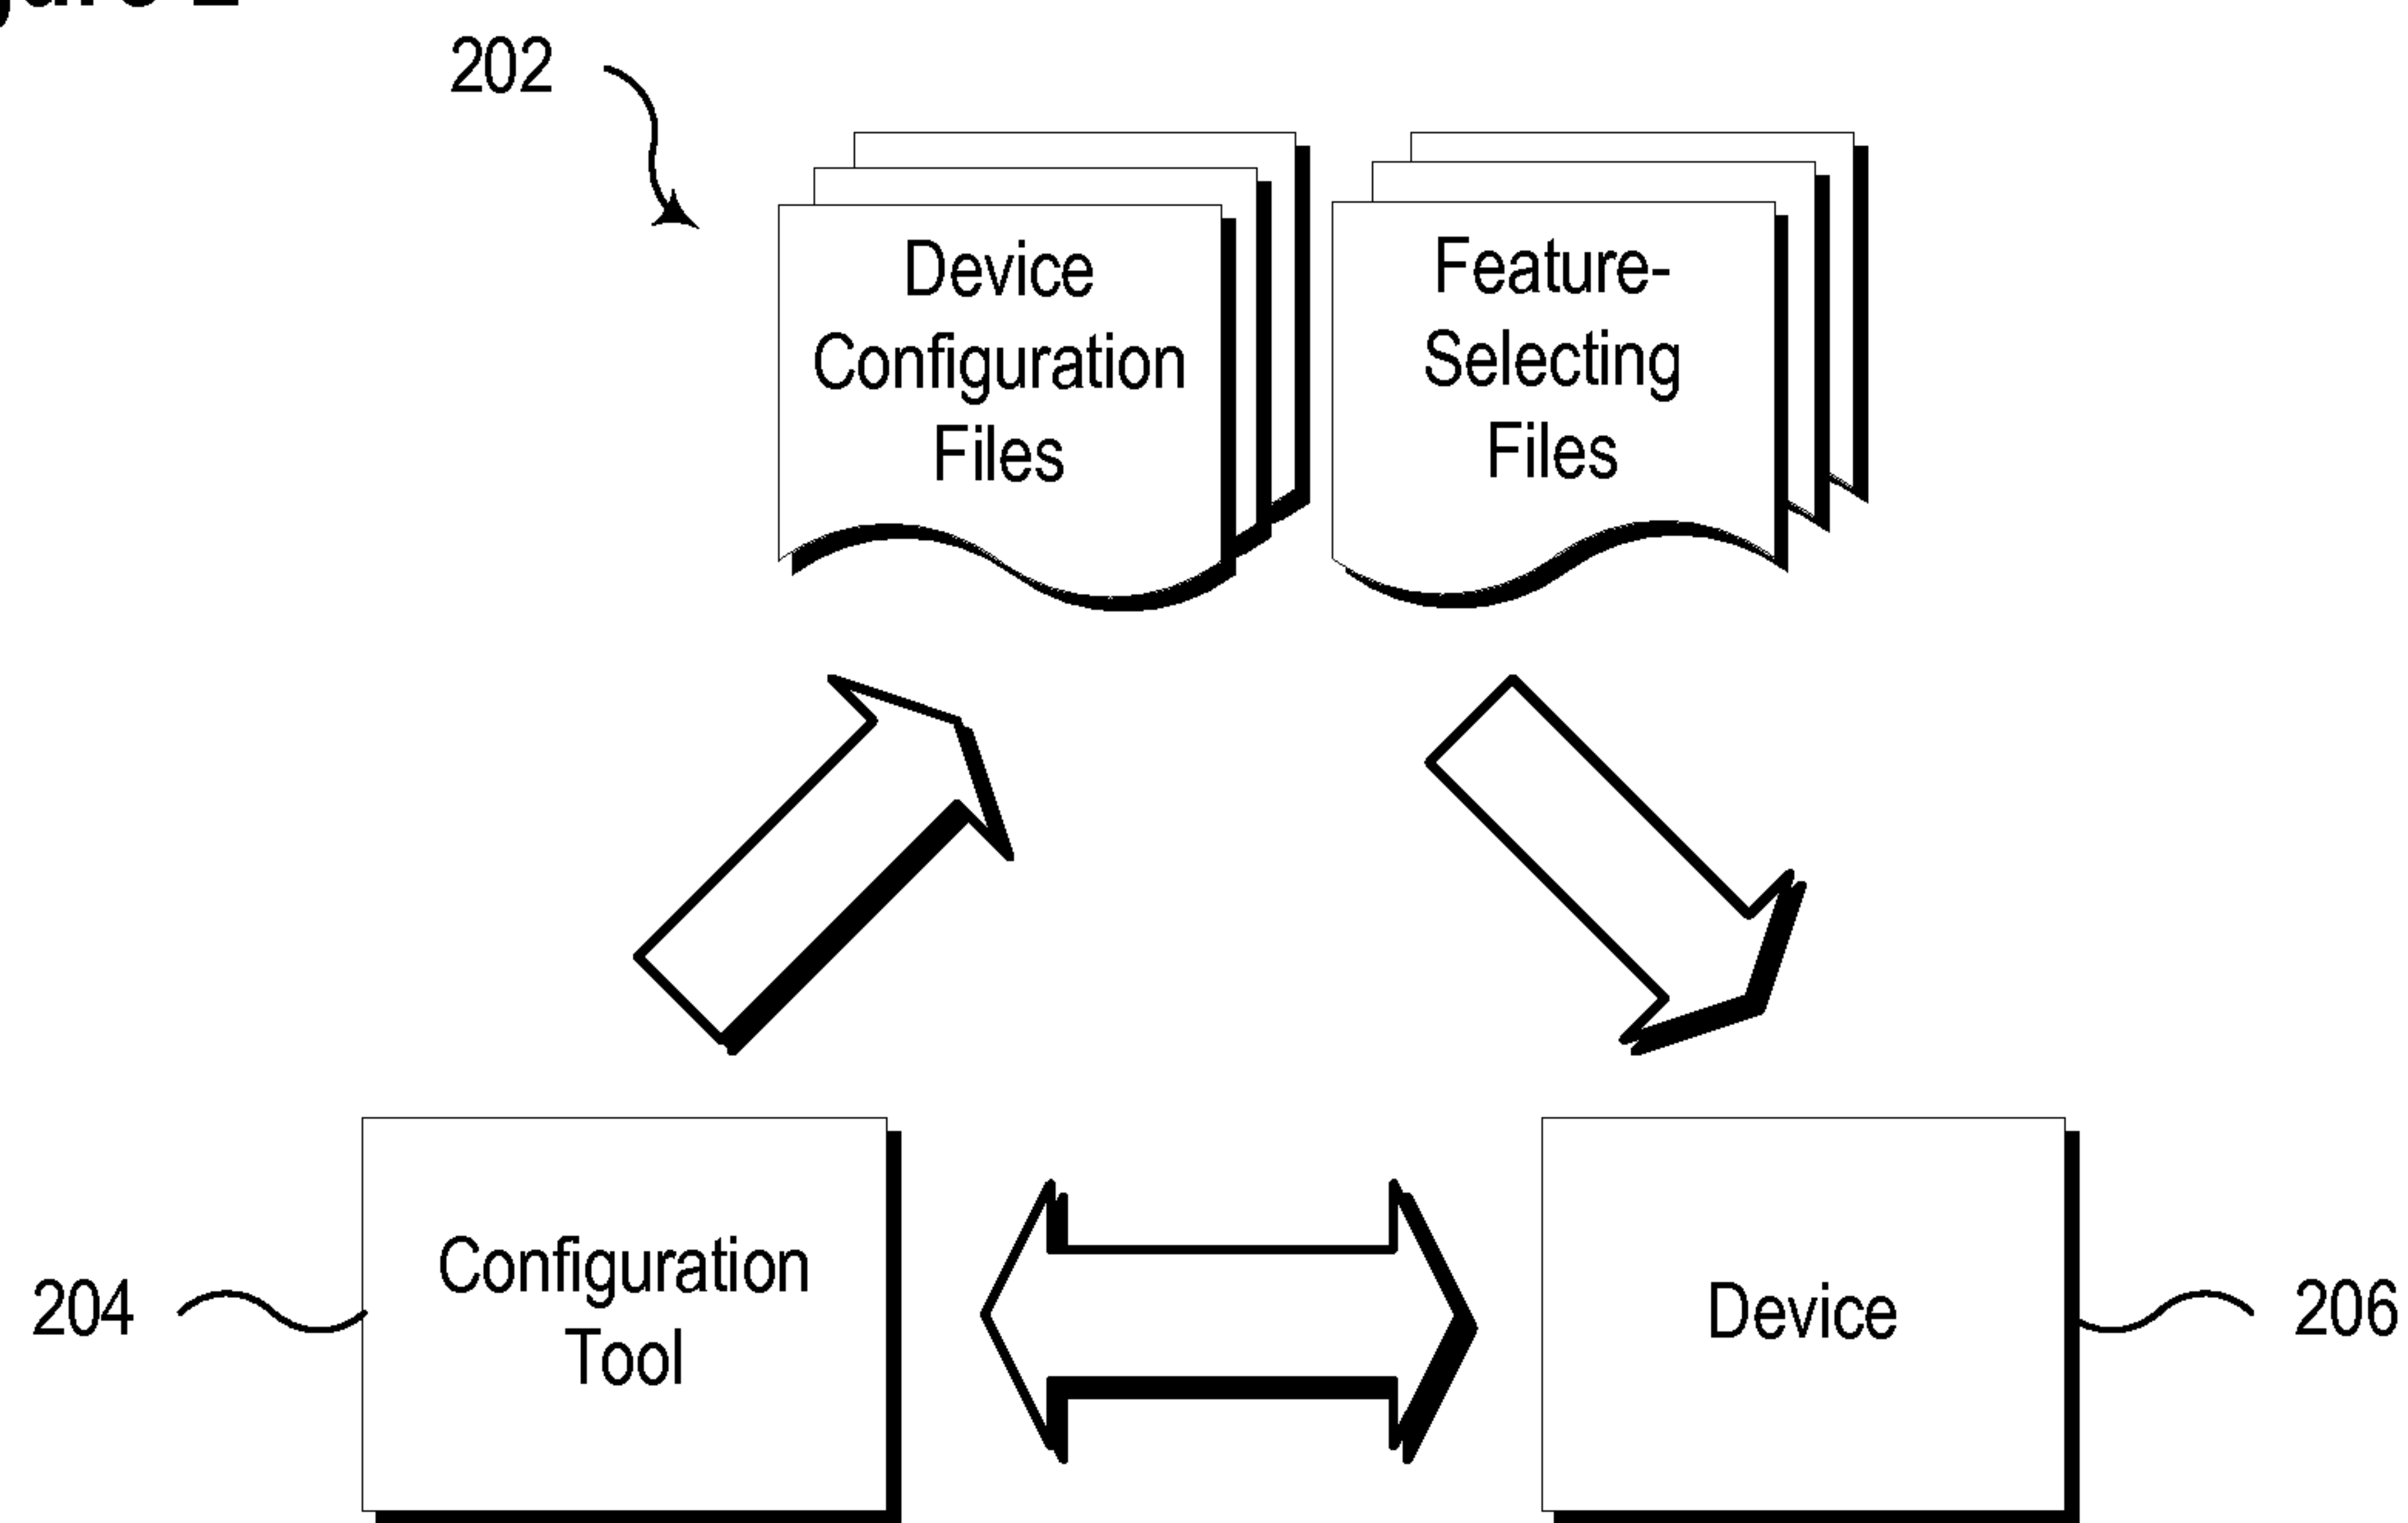 202
Device
Configuration
Files
Feature-
Selecting
Files
Configuration
Tool
204
Device
206